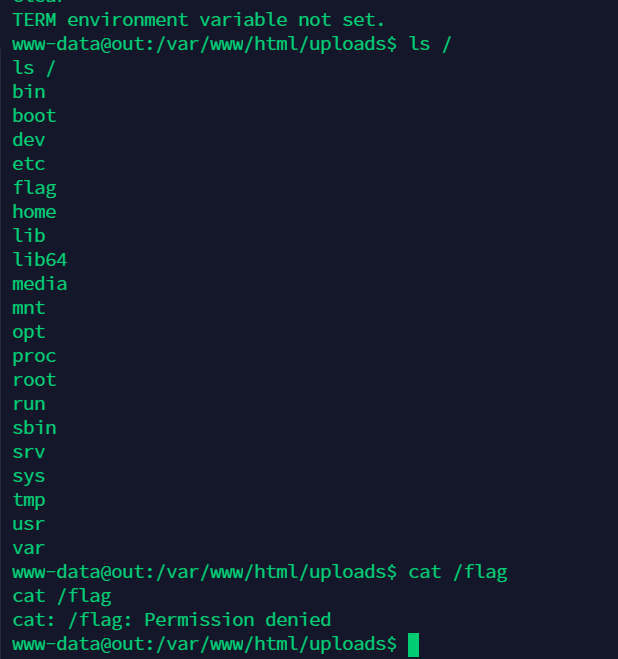 TERM environment variable not set.
www-data@out:/var/www/html/uploads$ ls /
ls /
bin
boot
dev
etc
flag
home
lib
lib64
media
mnt
opt
proc
root
run
sbin
srv
sys
tmp
usr
var
www-data@out:/var/www/html/uploads$ cat /flag
cat /flag
cat: /flag: Permission denied
www-data@out:/var/www/html/uploads$